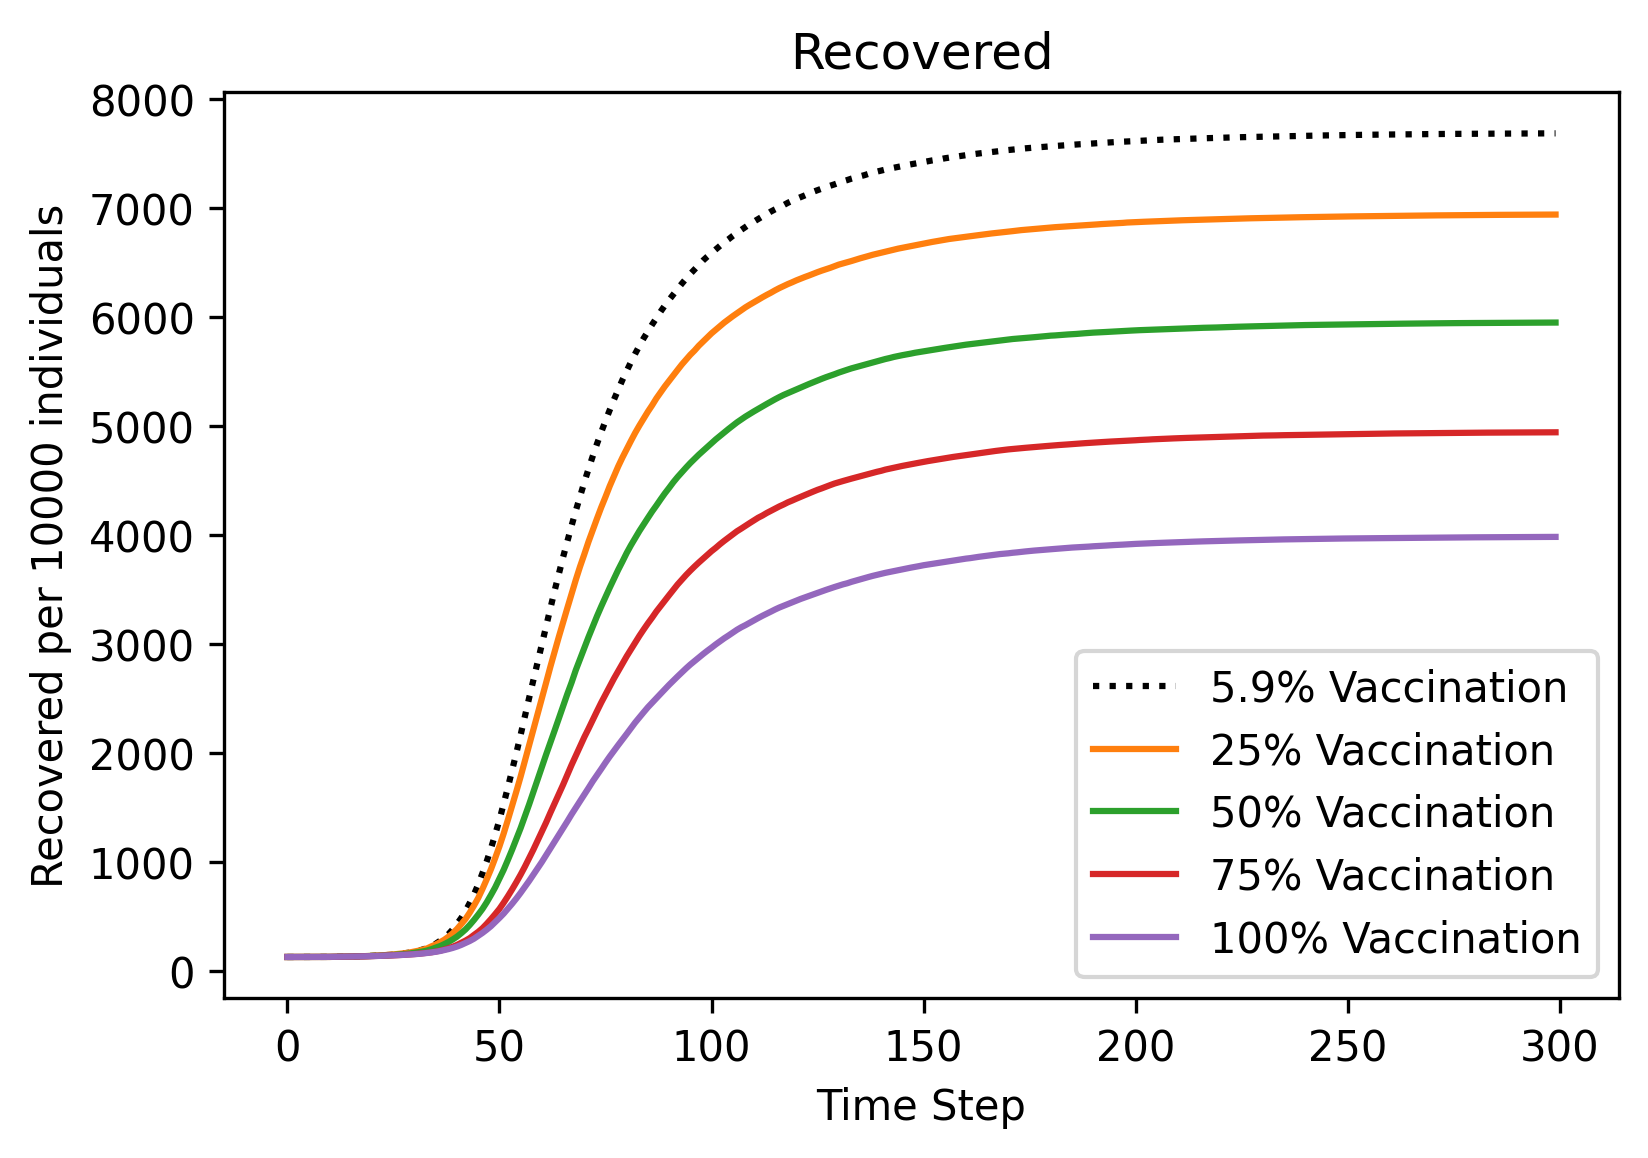 Recovered
8000
7000
6000
5000
4000
3000
2000
1000
0
Recovered per 10000 individuals
5.9% Vaccination
25% Vaccination
50% Vaccination
75% Vaccination
100% Vaccination
0 50 100 150 200 250 300
Time Step